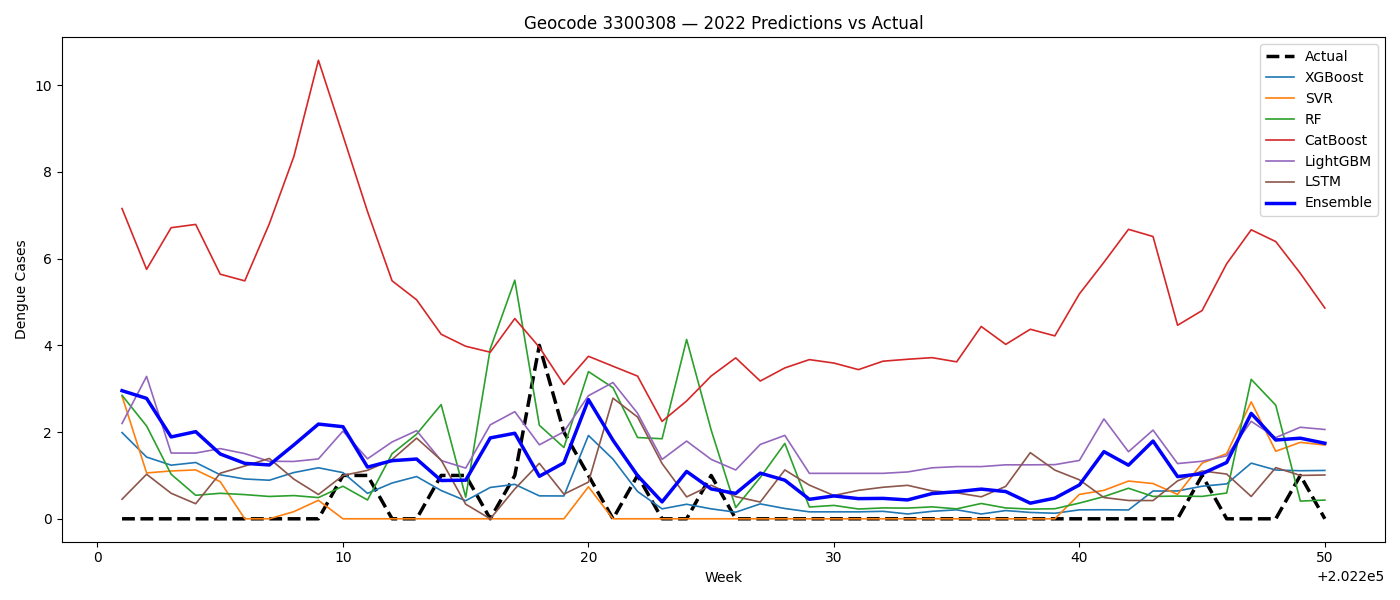 Geocode 3300308 — 2022 Predictions vs Actual
Dengue Cases
10
8
6
4
2
0
Actual
XGBoost
SVR
RF
CatBoost
LightGBM
LSTM
Ensemble
0 10 20 30 40 50
Week
+2.022e5